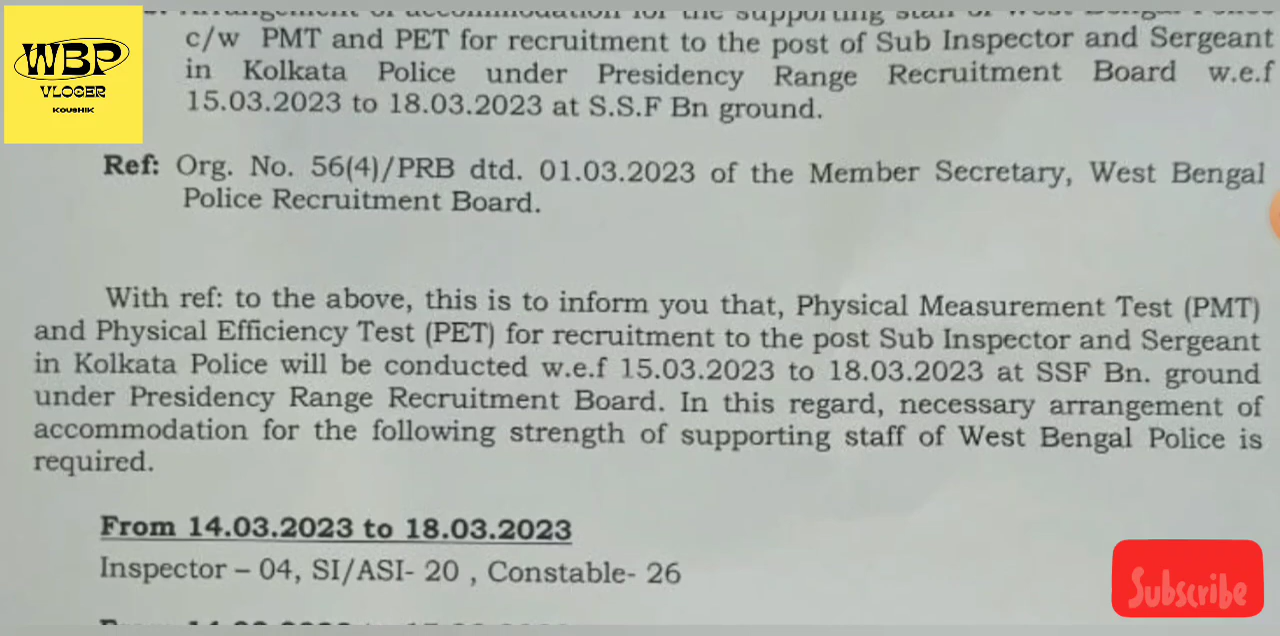 WBP
VLOGER
KOUSHIK
c/w PMT and PET for recruitment to the post of Sub Inspector and Sergeant
in Kolkata Police under Presidency Range Recruitment Board w.e.f
15.03.2023 to 18.03.2023 at S.S.F Bn ground.
Ref: Org. No. 56(4)/PRB dtd. 01.03.2023 of the Member Secretary, West Bengal
Police Recruitment Board.
With ref: to the above, this is to inform you that, Physical Measurement Test (PMT)
and Physical Efficiency Test (PET) for recruitment to the post Sub Inspector and Sergeant
in Kolkata Police will be conducted w.e.f 15.03.2023 to 18.03.2023 at SSF Bn. ground
under Presidency Range Recruitment Board. In this regard, necessary arrangement of
accommodation for the following strength of supporting staff of West Bengal Police is
required.
From 14.03.2023 to 18.03.2023
Inspector – 04, SI/ASI- 20 , Constable- 26
Subscribe